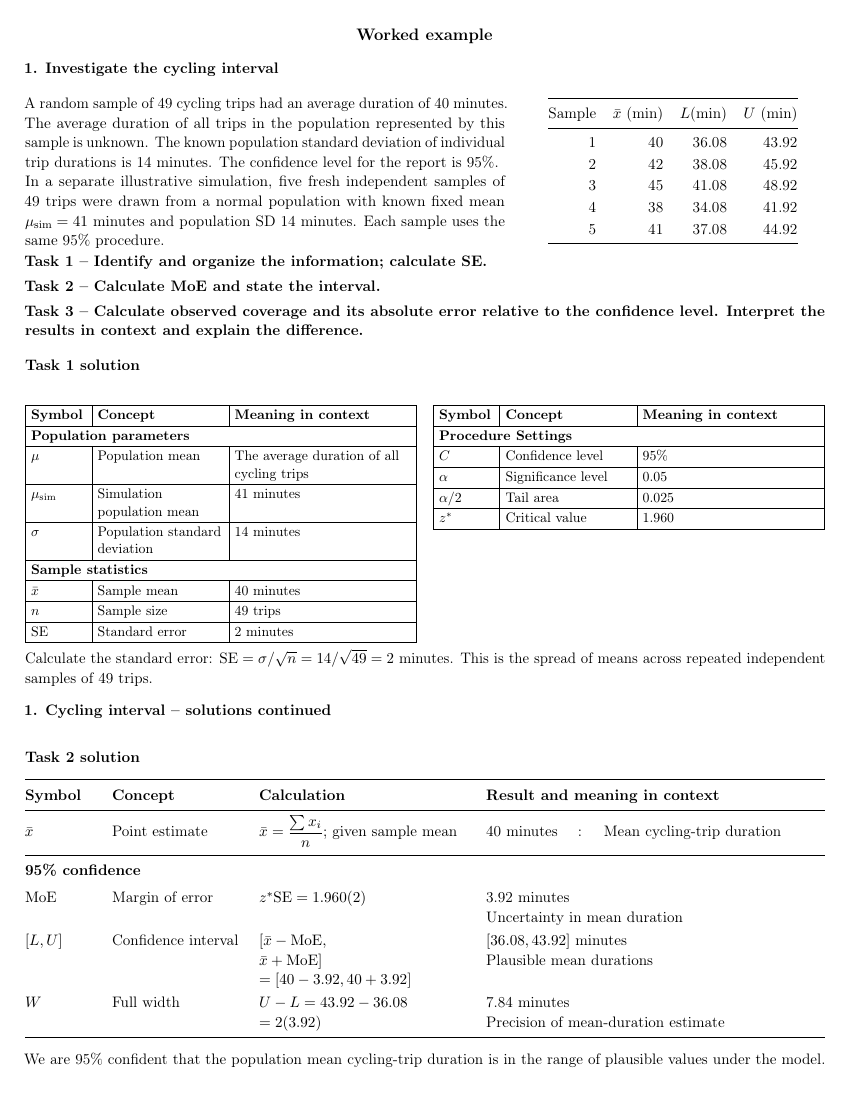 Worked example
1. Investigate the cycling interval
A random sample of 49 cycling trips had an average duration of 40 minutes.
The average duration of all trips in the population represented by this
sample is unknown. The known population standard deviation of individual
trip durations is 14 minutes. The confidence level for the report is 95%.
In a separate illustrative simulation, five fresh independent samples of
49 trips were drawn from a normal population with known fixed mean
μsim = 41 minutes and population SD 14 minutes. Each sample uses the
same 95% procedure.
Sample x̄ (min) L(min) U (min)
1 40 36.08 43.92
2 42 38.08 45.92
3 45 41.08 48.92
4 38 34.08 41.92
5 41 37.08 44.92
Task 1 – Identify and organize the information; calculate SE.
Task 2 – Calculate MoE and state the interval.
Task 3 – Calculate observed coverage and its absolute error relative to the confidence level. Interpret the
results in context and explain the difference.
Task 1 solution
Symbol Concept Meaning in context
Population parameters
μ Population mean The average duration of all
cycling trips
μsim Simulation 41 minutes
population mean
σ Population standard 14 minutes
deviation
Sample statistics
x̄ Sample mean 40 minutes
n Sample size 49 trips
SE Standard error 2 minutes
Symbol Concept Meaning in context
Procedure Settings
C Confidence level 95%
α Significance level 0.05
α/2 Tail area 0.025
z* Critical value 1.960
Calculate the standard error: SE = σ/√n = 14/√49 = 2 minutes. This is the spread of means across repeated independent
samples of 49 trips.
1. Cycling interval – solutions continued
Task 2 solution
Symbol Concept Calculation Result and meaning in context
x̄ Point estimate x̄ = ∑ xi / n; given sample mean 40 minutes : Mean cycling-trip duration
95% confidence
MoE Margin of error z*SE = 1.960(2) 3.92 minutes
Uncertainty in mean duration
[L, U] Confidence interval [x̄ − MoE, [36.08, 43.92] minutes
x̄ + MoE] Plausible mean durations
= [40 − 3.92, 40 + 3.92]
W Full width U − L = 43.92 − 36.08 7.84 minutes
= 2(3.92) Precision of mean-duration estimate
We are 95% confident that the population mean cycling-trip duration is in the range of plausible values under the model.